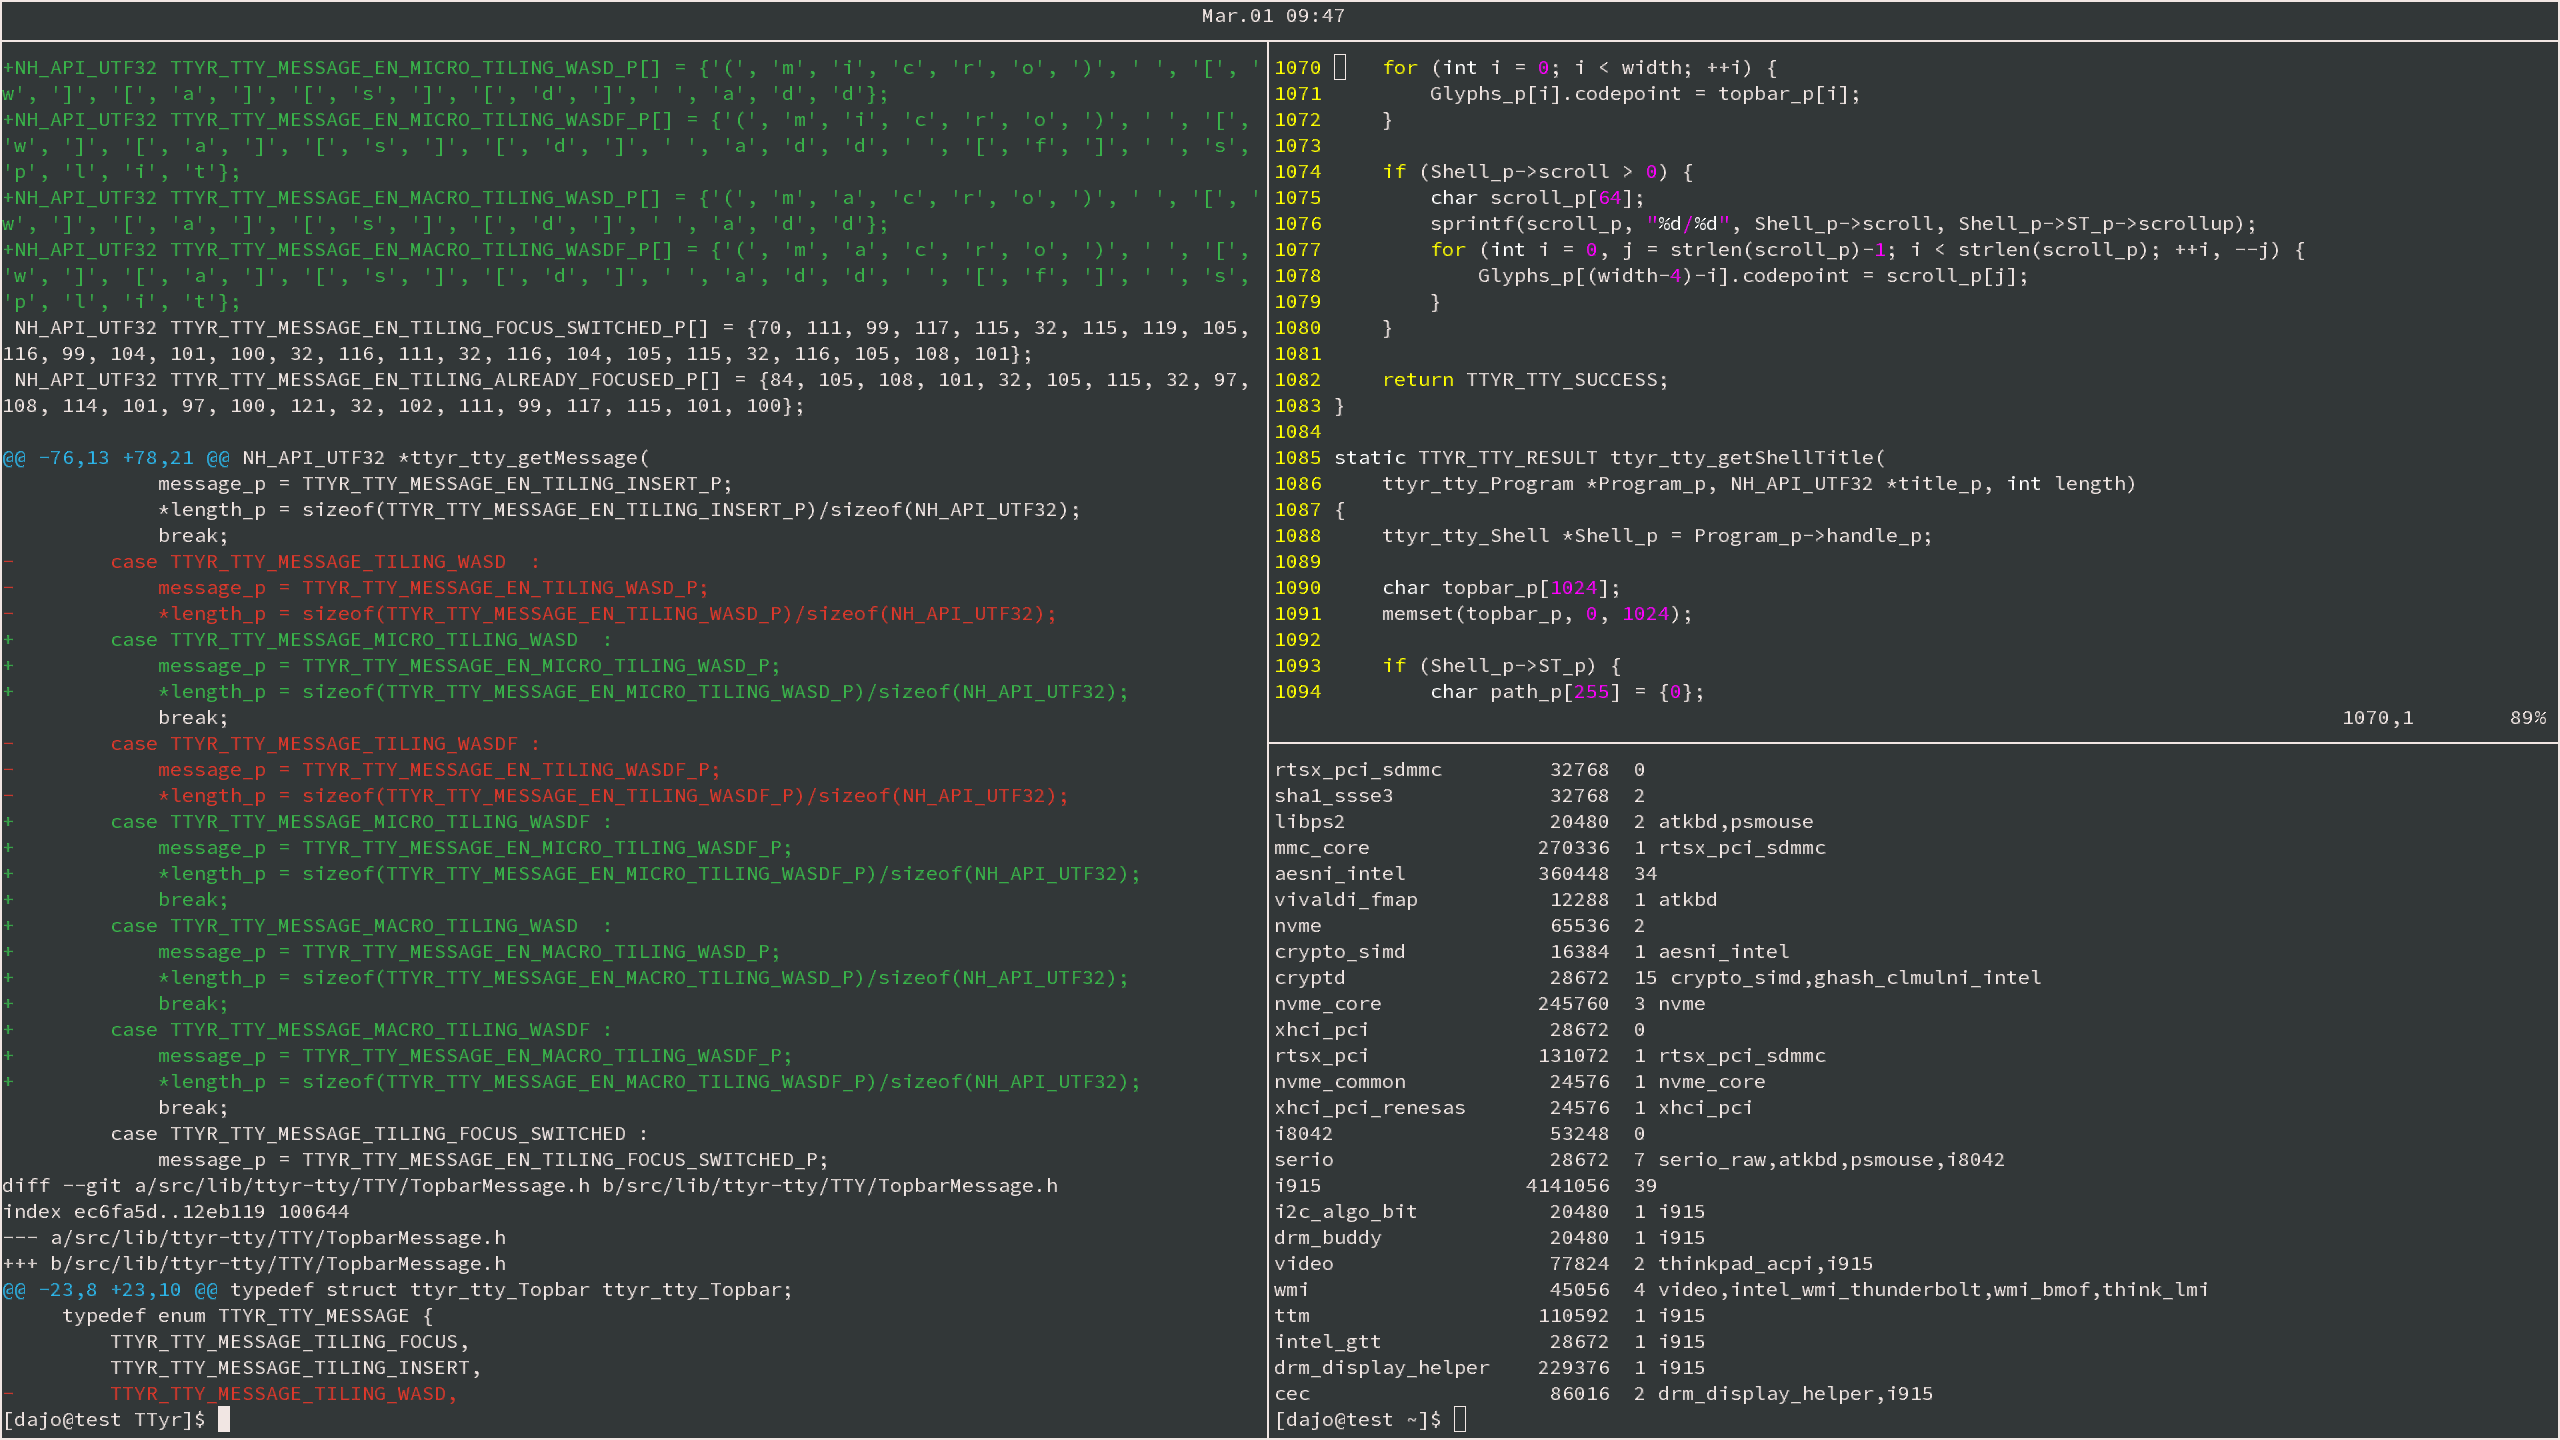 Mar.01 09:47
+NH_API_UTF32 TTYR_TTY_MESSAGE_EN_MICRO_TILING_WASD_P[] = {'(', 'm', 'i', 'c', 'r', 'o', ')', ' ', '[', '
w', ']', '[', 'a', ']', '[', 's', ']', '[', 'd', ']', ' ', 'a', 'd', 'd'};
+NH_API_UTF32 TTYR_TTY_MESSAGE_EN_MICRO_TILING_WASDF_P[] = {'(', 'm', 'i', 'c', 'r', 'o', ')', ' ', '[',
'w', ']', '[', 'a', ']', '[', 's', ']', '[', 'd', ']', ' ', 'a', 'd', 'd', ' ', '[', 'f', ']', ' ', 's',
'p', 'l', 'i', 't'};
+NH_API_UTF32 TTYR_TTY_MESSAGE_EN_MACRO_TILING_WASD_P[] = {'(', 'm', 'a', 'c', 'r', 'o', ')', ' ', '[', '
w', ']', '[', 'a', ']', '[', 's', ']', '[', 'd', ']', ' ', 'a', 'd', 'd'};
+NH_API_UTF32 TTYR_TTY_MESSAGE_EN_MACRO_TILING_WASDF_P[] = {'(', 'm', 'a', 'c', 'r', 'o', ')', ' ', '[',
'w', ']', '[', 'a', ']', '[', 's', ']', '[', 'd', ']', ' ', 'a', 'd', 'd', ' ', '[', 'f', ']', ' ', 's',
'p', 'l', 'i', 't'};
 NH_API_UTF32 TTYR_TTY_MESSAGE_EN_TILING_FOCUS_SWITCHED_P[] = {70, 111, 99, 117, 115, 32, 115, 119, 105,
116, 99, 104, 101, 100, 32, 116, 111, 32, 116, 104, 105, 115, 32, 116, 105, 108, 101};
 NH_API_UTF32 TTYR_TTY_MESSAGE_EN_TILING_ALREADY_FOCUSED_P[] = {84, 105, 108, 101, 32, 105, 115, 32, 97,
108, 114, 101, 97, 100, 121, 32, 102, 111, 99, 117, 115, 101, 100};
@@ -76,13 +78,21 @@ NH_API_UTF32 *ttyr_tty_getMessage(
             message_p = TTYR_TTY_MESSAGE_EN_TILING_INSERT_P;
             *length_p = sizeof(TTYR_TTY_MESSAGE_EN_TILING_INSERT_P)/sizeof(NH_API_UTF32);
             break;
-        case TTYR_TTY_MESSAGE_TILING_WASD  :
-            message_p = TTYR_TTY_MESSAGE_EN_TILING_WASD_P;
-            *length_p = sizeof(TTYR_TTY_MESSAGE_EN_TILING_WASD_P)/sizeof(NH_API_UTF32);
+        case TTYR_TTY_MESSAGE_MICRO_TILING_WASD  :
+            message_p = TTYR_TTY_MESSAGE_EN_MICRO_TILING_WASD_P;
+            *length_p = sizeof(TTYR_TTY_MESSAGE_EN_MICRO_TILING_WASD_P)/sizeof(NH_API_UTF32);
             break;
-        case TTYR_TTY_MESSAGE_TILING_WASDF :
-            message_p = TTYR_TTY_MESSAGE_EN_TILING_WASDF_P;
-            *length_p = sizeof(TTYR_TTY_MESSAGE_EN_TILING_WASDF_P)/sizeof(NH_API_UTF32);
+        case TTYR_TTY_MESSAGE_MICRO_TILING_WASDF :
+            message_p = TTYR_TTY_MESSAGE_EN_MICRO_TILING_WASDF_P;
+            *length_p = sizeof(TTYR_TTY_MESSAGE_EN_MICRO_TILING_WASDF_P)/sizeof(NH_API_UTF32);
+            break;
+        case TTYR_TTY_MESSAGE_MACRO_TILING_WASD  :
+            message_p = TTYR_TTY_MESSAGE_EN_MACRO_TILING_WASD_P;
+            *length_p = sizeof(TTYR_TTY_MESSAGE_EN_MACRO_TILING_WASD_P)/sizeof(NH_API_UTF32);
+            break;
+        case TTYR_TTY_MESSAGE_MACRO_TILING_WASDF :
+            message_p = TTYR_TTY_MESSAGE_EN_MACRO_TILING_WASDF_P;
+            *length_p = sizeof(TTYR_TTY_MESSAGE_EN_MACRO_TILING_WASDF_P)/sizeof(NH_API_UTF32);
             break;
         case TTYR_TTY_MESSAGE_TILING_FOCUS_SWITCHED :
             message_p = TTYR_TTY_MESSAGE_EN_TILING_FOCUS_SWITCHED_P;
diff --git a/src/lib/ttyr-tty/TTY/TopbarMessage.h b/src/lib/ttyr-tty/TTY/TopbarMessage.h
index ec6fa5d..12eb119 100644
--- a/src/lib/ttyr-tty/TTY/TopbarMessage.h
+++ b/src/lib/ttyr-tty/TTY/TopbarMessage.h
@@ -23,8 +23,10 @@ typedef struct ttyr_tty_Topbar ttyr_tty_Topbar;
     typedef enum TTYR_TTY_MESSAGE {
         TTYR_TTY_MESSAGE_TILING_FOCUS,
         TTYR_TTY_MESSAGE_TILING_INSERT,
-        TTYR_TTY_MESSAGE_TILING_WASD,
[dajo@test TTyr]$
1070     for (int i = 0; i < width; ++i) {
1071         Glyphs_p[i].codepoint = topbar_p[i];
1072     }
1073
1074     if (Shell_p->scroll > 0) {
1075         char scroll_p[64];
1076         sprintf(scroll_p, "%d/%d", Shell_p->scroll, Shell_p->ST_p->scrollup);
1077         for (int i = 0, j = strlen(scroll_p)-1; i < strlen(scroll_p); ++i, --j) {
1078             Glyphs_p[(width-4)-i].codepoint = scroll_p[j];
1079         }
1080     }
1081
1082     return TTYR_TTY_SUCCESS;
1083 }
1084
1085 static TTYR_TTY_RESULT ttyr_tty_getShellTitle(
1086     ttyr_tty_Program *Program_p, NH_API_UTF32 *title_p, int length)
1087 {
1088     ttyr_tty_Shell *Shell_p = Program_p->handle_p;
1089
1090     char topbar_p[1024];
1091     memset(topbar_p, 0, 1024);
1092
1093     if (Shell_p->ST_p) {
1094         char path_p[255] = {0};
1070,1        89%
rtsx_pci_sdmmc         32768  0
sha1_ssse3             32768  2
libps2                 20480  2 atkbd,psmouse
mmc_core              270336  1 rtsx_pci_sdmmc
aesni_intel           360448  34
vivaldi_fmap           12288  1 atkbd
nvme                   65536  2
crypto_simd            16384  1 aesni_intel
cryptd                 28672  15 crypto_simd,ghash_clmulni_intel
nvme_core             245760  3 nvme
xhci_pci               28672  0
rtsx_pci              131072  1 rtsx_pci_sdmmc
nvme_common            24576  1 nvme_core
xhci_pci_renesas       24576  1 xhci_pci
i8042                  53248  0
serio                  28672  7 serio_raw,atkbd,psmouse,i8042
i915                 4141056  39
i2c_algo_bit           20480  1 i915
drm_buddy              20480  1 i915
video                  77824  2 thinkpad_acpi,i915
wmi                    45056  4 video,intel_wmi_thunderbolt,wmi_bmof,think_lmi
ttm                   110592  1 i915
intel_gtt              28672  1 i915
drm_display_helper    229376  1 i915
cec                    86016  2 drm_display_helper,i915
[dajo@test ~]$